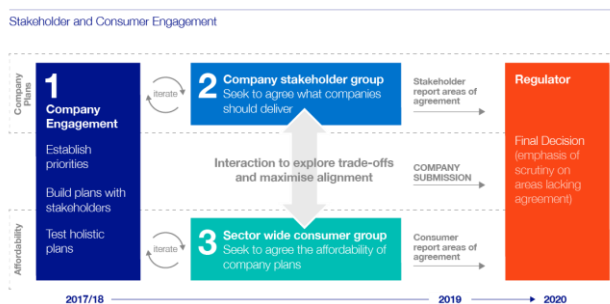 Stakeholder and Consumer Engagement
Company
Plans
1
Company
Engagement
Establish
priorities
Build plans with
stakeholders
Test holistic
plans
iterate
2 Company stakeholder group
Seek to agree what companies
should deliver
Stakeholder
report areas of
agreement
Regulator
Final Decision
(emphasis of
scrutiny on
areas lacking
agreement)
Interaction to explore trade-offs
and maximise alignment
COMPANY
SUBMISSION
Affordability
iterate
3 Sector wide consumer group
Seek to agree the affordability of
company plans
Consumer
report areas of
agreement
2017/18
2019
2020